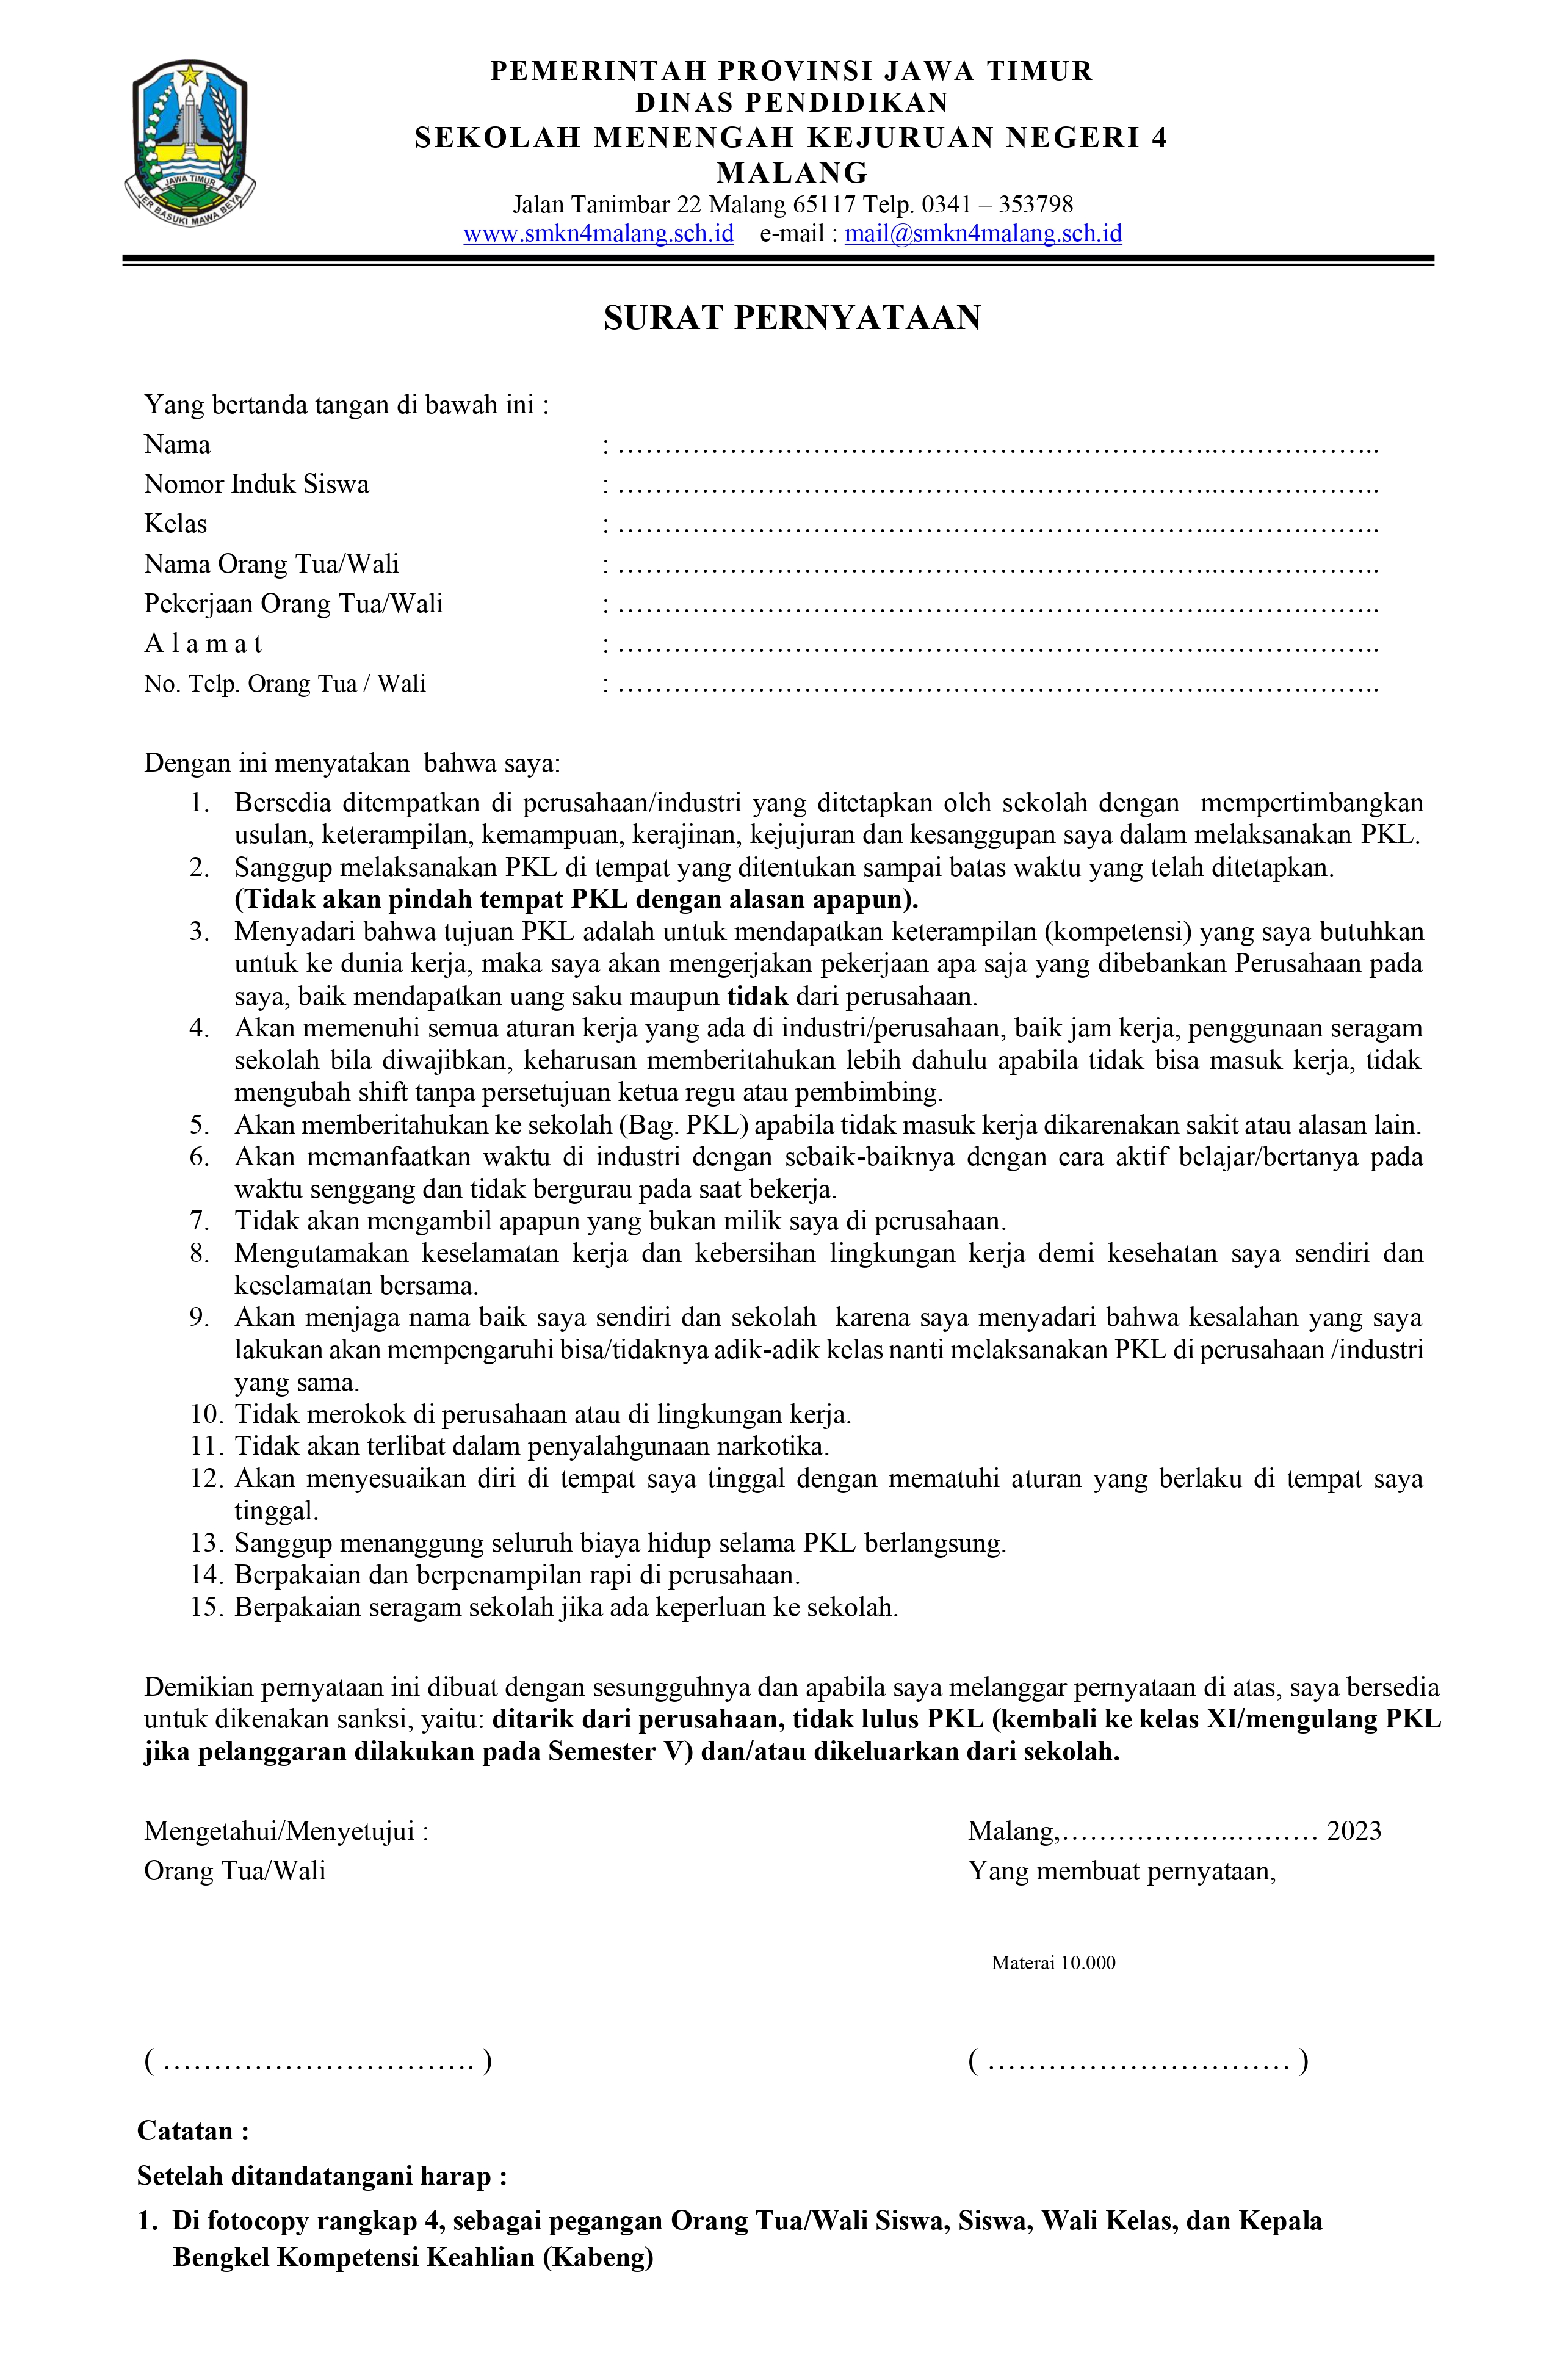 PEMERINTAH PROVINSI JAWA TIMUR
DINAS PENDIDIKAN
SEKOLAH MENENGAH KEJURUAN NEGERI 4
MALANG
Jalan Tanimbar 22 Malang 65117 Telp. 0341 – 353798
www.smkn4malang.sch.id e-mail : mail@smkn4malang.sch.id
JAWA TIMUR
JER BASUKI MAWA BEYA
SURAT PERNYATAAN
Yang bertanda tangan di bawah ini :
Nama : ………………………………………………………..……….……..
Nomor Induk Siswa : ………………………………………………………..……….……..
Kelas : ………………………………………………………..……….……..
Nama Orang Tua/Wali : ………………………………………………………..……….……..
Pekerjaan Orang Tua/Wali : ………………………………………………………..……….……..
A l a m a t : ………………………………………………………..……….……..
No. Telp. Orang Tua / Wali : ………………………………………………………..……….……..
Dengan ini menyatakan bahwa saya:
1. Bersedia ditempatkan di perusahaan/industri yang ditetapkan oleh sekolah dengan mempertimbangkan
usulan, keterampilan, kemampuan, kerajinan, kejujuran dan kesanggupan saya dalam melaksanakan PKL.
2. Sanggup melaksanakan PKL di tempat yang ditentukan sampai batas waktu yang telah ditetapkan.
(Tidak akan pindah tempat PKL dengan alasan apapun).
3. Menyadari bahwa tujuan PKL adalah untuk mendapatkan keterampilan (kompetensi) yang saya butuhkan
untuk ke dunia kerja, maka saya akan mengerjakan pekerjaan apa saja yang dibebankan Perusahaan pada
saya, baik mendapatkan uang saku maupun tidak dari perusahaan.
4. Akan memenuhi semua aturan kerja yang ada di industri/perusahaan, baik jam kerja, penggunaan seragam
sekolah bila diwajibkan, keharusan memberitahukan lebih dahulu apabila tidak bisa masuk kerja, tidak
mengubah shift tanpa persetujuan ketua regu atau pembimbing.
5. Akan memberitahukan ke sekolah (Bag. PKL) apabila tidak masuk kerja dikarenakan sakit atau alasan lain.
6. Akan memanfaatkan waktu di industri dengan sebaik-baiknya dengan cara aktif belajar/bertanya pada
waktu senggang dan tidak bergurau pada saat bekerja.
7. Tidak akan mengambil apapun yang bukan milik saya di perusahaan.
8. Mengutamakan keselamatan kerja dan kebersihan lingkungan kerja demi kesehatan saya sendiri dan
keselamatan bersama.
9. Akan menjaga nama baik saya sendiri dan sekolah karena saya menyadari bahwa kesalahan yang saya
lakukan akan mempengaruhi bisa/tidaknya adik-adik kelas nanti melaksanakan PKL di perusahaan /industri
yang sama.
10. Tidak merokok di perusahaan atau di lingkungan kerja.
11. Tidak akan terlibat dalam penyalahgunaan narkotika.
12. Akan menyesuaikan diri di tempat saya tinggal dengan mematuhi aturan yang berlaku di tempat saya
tinggal.
13. Sanggup menanggung seluruh biaya hidup selama PKL berlangsung.
14. Berpakaian dan berpenampilan rapi di perusahaan.
15. Berpakaian seragam sekolah jika ada keperluan ke sekolah.
Demikian pernyataan ini dibuat dengan sesungguhnya dan apabila saya melanggar pernyataan di atas, saya bersedia
untuk dikenakan sanksi, yaitu: ditarik dari perusahaan, tidak lulus PKL (kembali ke kelas XI/mengulang PKL
jika pelanggaran dilakukan pada Semester V) dan/atau dikeluarkan dari sekolah.
Mengetahui/Menyetujui : Malang,……………….……… 2023
Orang Tua/Wali Yang membuat pernyataan,
Materai 10.000
( …………………………. ) ( ………………………… )
Catatan :
Setelah ditandatangani harap :
1. Di fotocopy rangkap 4, sebagai pegangan Orang Tua/Wali Siswa, Siswa, Wali Kelas, dan Kepala
Bengkel Kompetensi Keahlian (Kabeng)